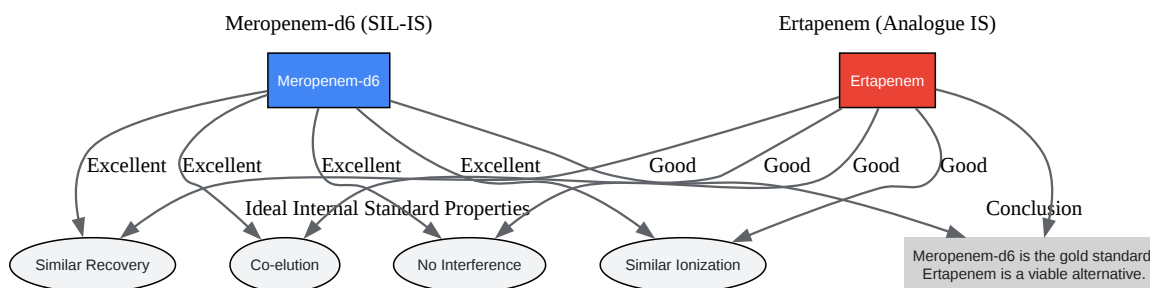 Meropenem-d6 (SIL-IS)
Ertapenem (Analogue IS)
Meropenem-d6
Ertapenem
Excellent
Excellent
Excellent
Excellent
Good
Good
Good
Good
Ideal Internal Standard Properties
Conclusion
Similar Recovery
Co-elution
No Interference
Similar Ionization
Meropenem-d6 is the gold standard
Ertapenem is a viable alternative.